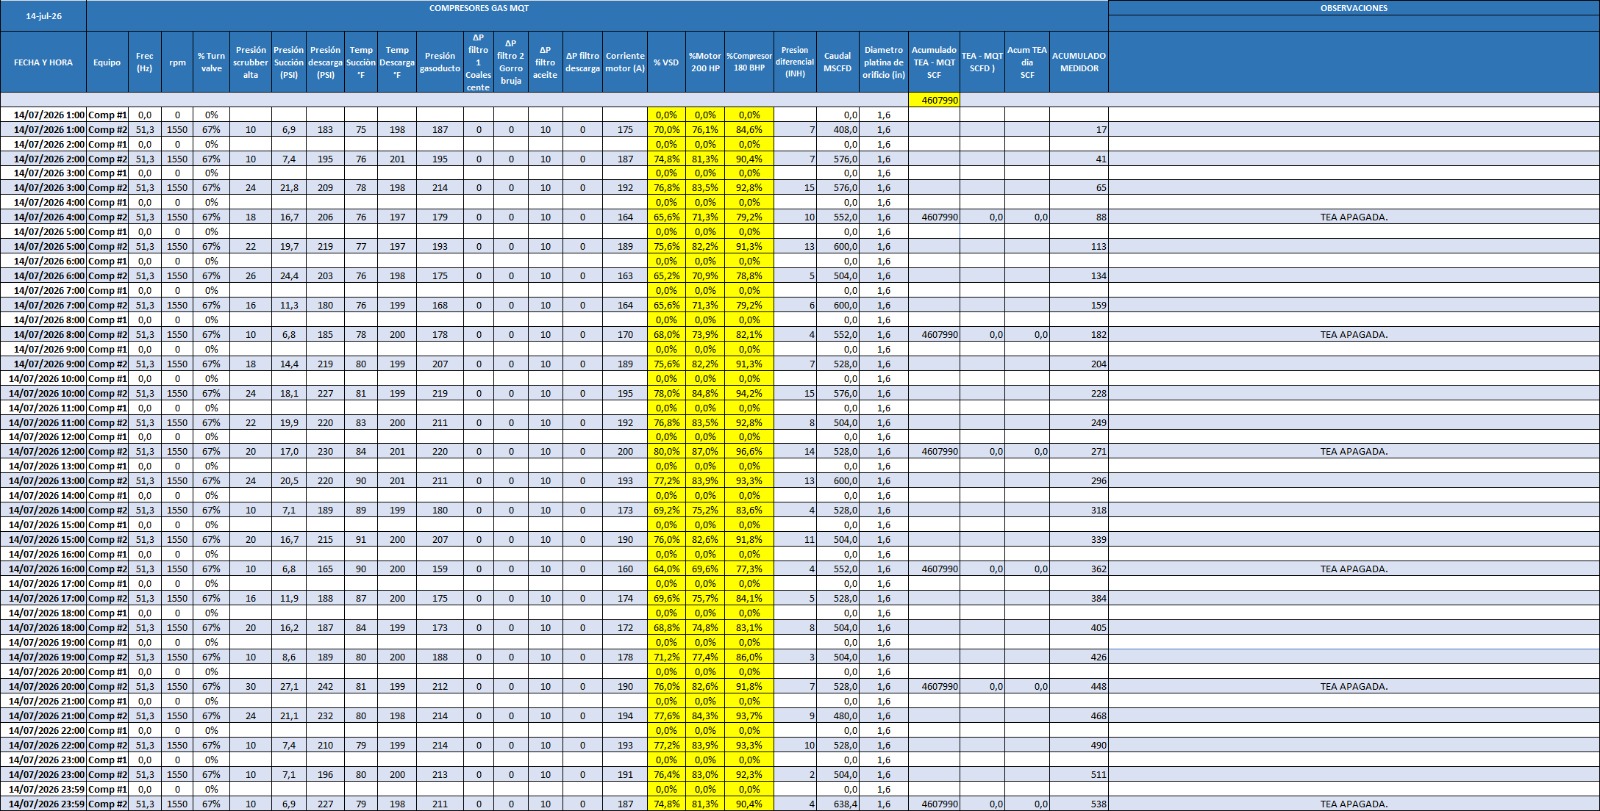 14-jul-26 COMPRESORES GAS MQT OBSERVACIONES
FECHA Y HORA Equipo Frec (Hz) rpm % Turn valve Presión scrubber alta Presión Succión (PSI) Presión descarga (PSI) Temp Succiòn °F Temp Descarga °F Presión gasoducto ΔP filtro 1 Coales cente ΔP filtro 2 Gorro bruja ΔP filtro aceite ΔP filtro descarga Corriente motor (A) % VSD %Motor 200 HP %Compresor 180 BHP Presion diferencial (INH) Caudal MSCFD Diametro platina de orificio (in) Acumulado TEA - MQT SCF TEA - MQT SCFD ) Acum TEA dia SCF ACUMULADO MEDIDOR
4607990
14/07/2026 1:00 Comp #1 0,0 0 0% 0,0% 0,0% 0,0% 0,0 1,6
14/07/2026 1:00 Comp #2 51,3 1550 67% 10 6,9 183 75 198 187 0 0 10 0 175 70,0% 76,1% 84,6% 7 408,0 1,6 17
14/07/2026 2:00 Comp #1 0,0 0 0% 0,0% 0,0% 0,0% 0,0 1,6
14/07/2026 2:00 Comp #2 51,3 1550 67% 10 7,4 195 76 201 195 0 0 10 0 187 74,8% 81,3% 90,4% 7 576,0 1,6 41
14/07/2026 3:00 Comp #1 0,0 0 0% 0,0% 0,0% 0,0% 0,0 1,6
14/07/2026 3:00 Comp #2 51,3 1550 67% 24 21,8 209 78 198 214 0 0 10 0 192 76,8% 83,5% 92,8% 15 576,0 1,6 65
14/07/2026 4:00 Comp #1 0,0 0 0% 0,0% 0,0% 0,0% 0,0 1,6
14/07/2026 4:00 Comp #2 51,3 1550 67% 18 16,7 206 76 197 179 0 0 10 0 164 65,6% 71,3% 79,2% 10 552,0 1,6 4607990 0,0 0,0 88 TEA APAGADA.
14/07/2026 5:00 Comp #1 0,0 0 0% 0,0% 0,0% 0,0% 0,0 1,6
14/07/2026 5:00 Comp #2 51,3 1550 67% 22 19,7 219 77 197 193 0 0 10 0 189 75,6% 82,2% 91,3% 13 600,0 1,6 113
14/07/2026 6:00 Comp #1 0,0 0 0% 0,0% 0,0% 0,0% 0,0 1,6
14/07/2026 6:00 Comp #2 51,3 1550 67% 26 24,4 203 76 198 175 0 0 10 0 163 65,2% 70,9% 78,8% 5 504,0 1,6 134
14/07/2026 7:00 Comp #1 0,0 0 0% 0,0% 0,0% 0,0% 0,0 1,6
14/07/2026 7:00 Comp #2 51,3 1550 67% 16 11,3 180 76 199 168 0 0 10 0 164 65,6% 71,3% 79,2% 6 600,0 1,6 159
14/07/2026 8:00 Comp #1 0,0 0 0% 0,0% 0,0% 0,0% 0,0 1,6
14/07/2026 8:00 Comp #2 51,3 1550 67% 10 6,8 185 78 200 178 0 0 10 0 170 68,0% 73,9% 82,1% 4 552,0 1,6 4607990 0,0 0,0 182 TEA APAGADA.
14/07/2026 9:00 Comp #1 0,0 0 0% 0,0% 0,0% 0,0% 0,0 1,6
14/07/2026 9:00 Comp #2 51,3 1550 67% 18 14,4 219 80 199 207 0 0 10 0 189 75,6% 82,2% 91,3% 7 528,0 1,6 204
14/07/2026 10:00 Comp #1 0,0 0 0% 0,0% 0,0% 0,0% 0,0 1,6
14/07/2026 10:00 Comp #2 51,3 1550 67% 24 18,1 227 81 199 219 0 0 10 0 195 78,0% 84,8% 94,2% 15 576,0 1,6 228
14/07/2026 11:00 Comp #1 0,0 0 0% 0,0% 0,0% 0,0% 0,0 1,6
14/07/2026 11:00 Comp #2 51,3 1550 67% 22 19,9 220 83 200 211 0 0 10 0 192 76,8% 83,5% 92,8% 8 504,0 1,6 249
14/07/2026 12:00 Comp #1 0,0 0 0% 0,0% 0,0% 0,0% 0,0 1,6
14/07/2026 12:00 Comp #2 51,3 1550 67% 20 17,0 230 84 201 220 0 0 10 0 200 80,0% 87,0% 96,6% 14 528,0 1,6 4607990 0,0 0,0 271 TEA APAGADA.
14/07/2026 13:00 Comp #1 0,0 0 0% 0,0% 0,0% 0,0% 0,0 1,6
14/07/2026 13:00 Comp #2 51,3 1550 67% 24 20,5 220 90 201 211 0 0 10 0 193 77,2% 83,9% 93,3% 13 600,0 1,6 296
14/07/2026 14:00 Comp #1 0,0 0 0% 0,0% 0,0% 0,0% 0,0 1,6
14/07/2026 14:00 Comp #2 51,3 1550 67% 10 7,1 189 89 199 180 0 0 10 0 173 69,2% 75,2% 83,6% 4 528,0 1,6 318
14/07/2026 15:00 Comp #1 0,0 0 0% 0,0% 0,0% 0,0% 0,0 1,6
14/07/2026 15:00 Comp #2 51,3 1550 67% 20 16,7 215 91 200 207 0 0 10 0 190 76,0% 82,6% 91,8% 11 504,0 1,6 339
14/07/2026 16:00 Comp #1 0,0 0 0% 0,0% 0,0% 0,0% 0,0 1,6
14/07/2026 16:00 Comp #2 51,3 1550 67% 10 6,8 165 90 200 159 0 0 10 0 160 64,0% 69,6% 77,3% 4 552,0 1,6 4607990 0,0 0,0 362 TEA APAGADA.
14/07/2026 17:00 Comp #1 0,0 0 0% 0,0% 0,0% 0,0% 0,0 1,6
14/07/2026 17:00 Comp #2 51,3 1550 67% 16 11,9 188 87 200 175 0 0 10 0 174 69,6% 75,7% 84,1% 5 528,0 1,6 384
14/07/2026 18:00 Comp #1 0,0 0 0% 0,0% 0,0% 0,0% 0,0 1,6
14/07/2026 18:00 Comp #2 51,3 1550 67% 20 16,2 187 84 199 173 0 0 10 0 172 68,8% 74,8% 83,1% 8 504,0 1,6 405
14/07/2026 19:00 Comp #1 0,0 0 0% 0,0% 0,0% 0,0% 0,0 1,6
14/07/2026 19:00 Comp #2 51,3 1550 67% 10 8,6 189 80 200 188 0 0 10 0 178 71,2% 77,4% 86,0% 3 504,0 1,6 426
14/07/2026 20:00 Comp #1 0,0 0 0% 0,0% 0,0% 0,0% 0,0 1,6
14/07/2026 20:00 Comp #2 51,3 1550 67% 30 27,1 242 81 199 212 0 0 10 0 190 76,0% 82,6% 91,8% 7 528,0 1,6 4607990 0,0 0,0 448 TEA APAGADA.
14/07/2026 21:00 Comp #1 0,0 0 0% 0,0% 0,0% 0,0% 0,0 1,6
14/07/2026 21:00 Comp #2 51,3 1550 67% 24 21,1 232 80 198 214 0 0 10 0 194 77,6% 84,3% 93,7% 9 480,0 1,6 468
14/07/2026 22:00 Comp #1 0,0 0 0% 0,0% 0,0% 0,0% 0,0 1,6
14/07/2026 22:00 Comp #2 51,3 1550 67% 10 7,4 210 79 199 214 0 0 10 0 193 77,2% 83,9% 93,3% 10 528,0 1,6 490
14/07/2026 23:00 Comp #1 0,0 0 0% 0,0% 0,0% 0,0% 0,0 1,6
14/07/2026 23:00 Comp #2 51,3 1550 67% 10 7,1 196 80 200 213 0 0 10 0 191 76,4% 83,0% 92,3% 2 504,0 1,6 511
14/07/2026 23:59 Comp #1 0,0 0 0% 0,0% 0,0% 0,0% 0,0 1,6
14/07/2026 23:59 Comp #2 51,3 1550 67% 10 6,9 227 79 198 211 0 0 10 0 187 74,8% 81,3% 90,4% 4 638,4 1,6 4607990 0,0 0,0 538 TEA APAGADA.